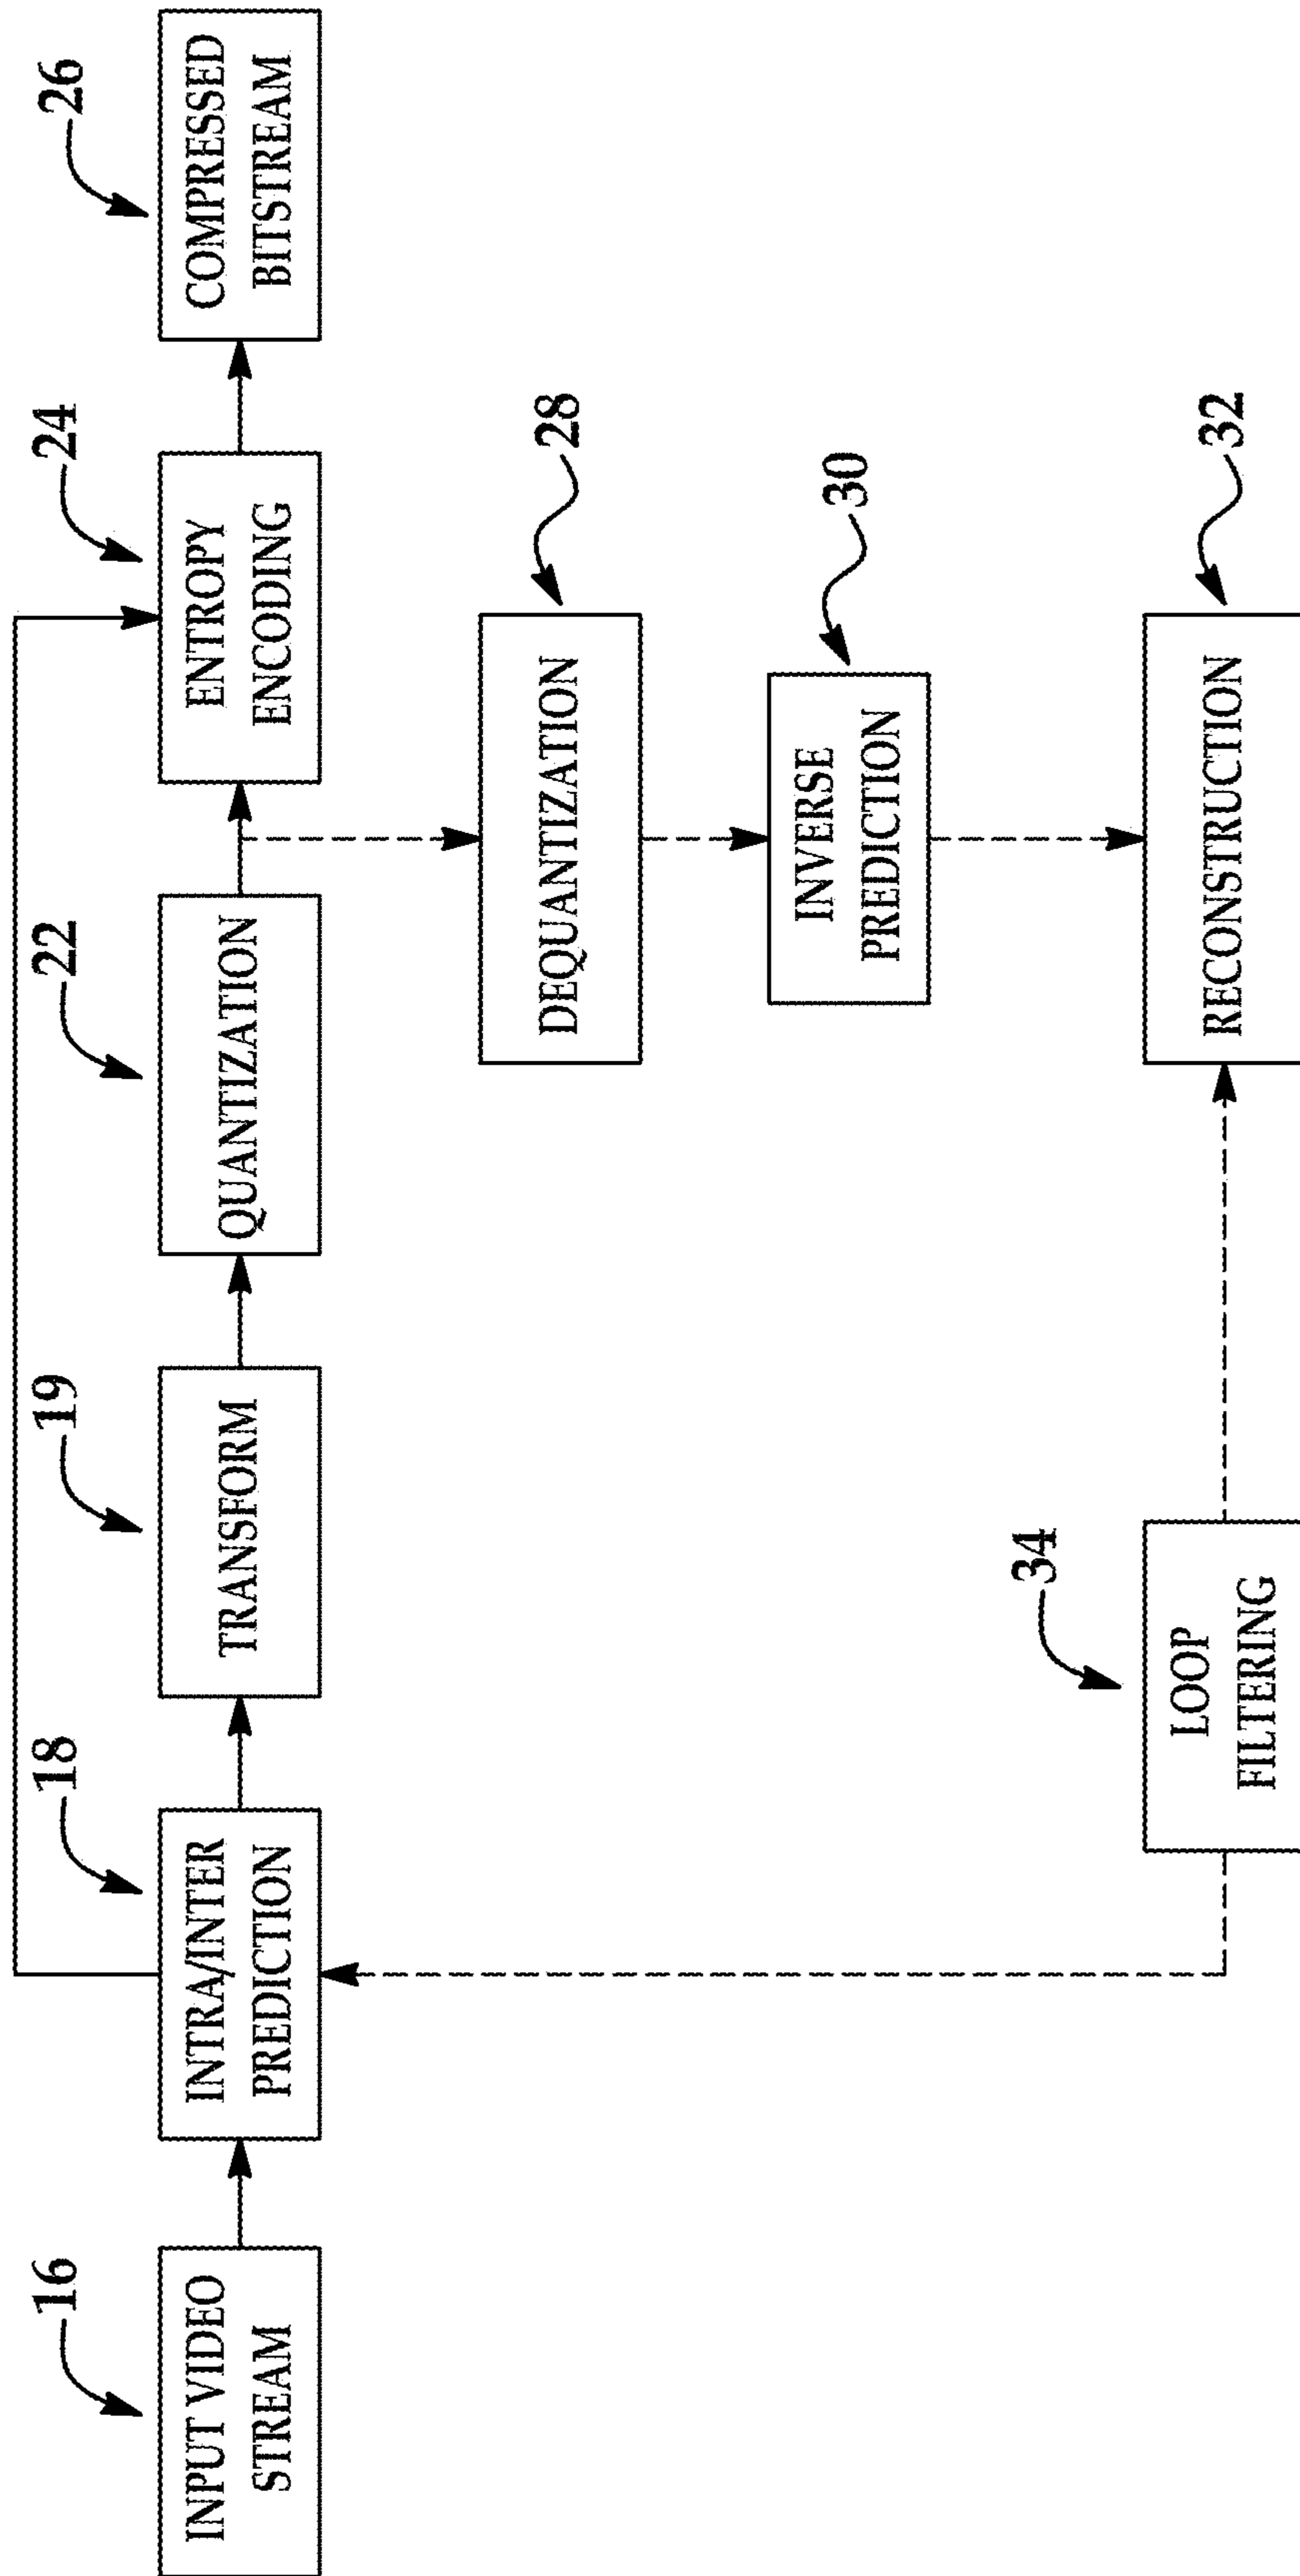 16
INPUT VIDEO
STREAM
18
INTRA/INTER
PREDICTION
19
TRANSFORM
22
QUANTIZATION
24
ENTROPY
ENCODING
26
COMPRESSED
BITSTREAM
28
DEQUANTIZATION
30
INVERSE
PREDICTION
34
LOOP
FILTERING
32
RECONSTRUCTION